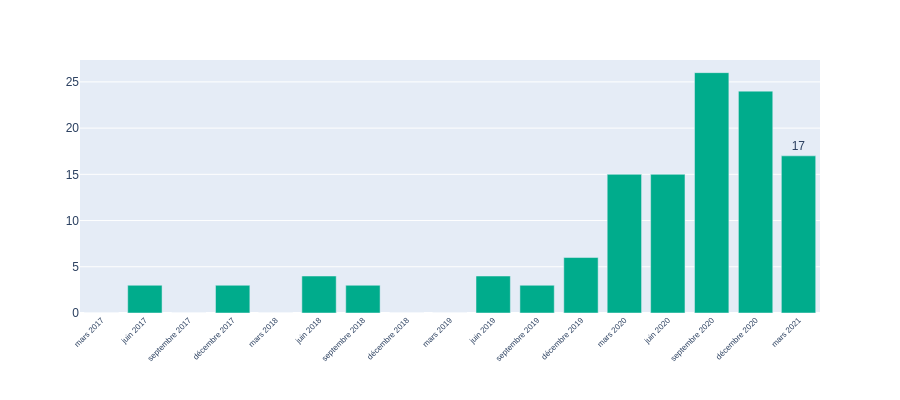 25
20
15
10
5
0
17
mars 2017
juin 2017
septembre 2017
décembre 2017
mars 2018
juin 2018
septembre 2018
décembre 2018
mars 2019
juin 2019
septembre 2019
décembre 2019
mars 2020
juin 2020
septembre 2020
décembre 2020
mars 2021